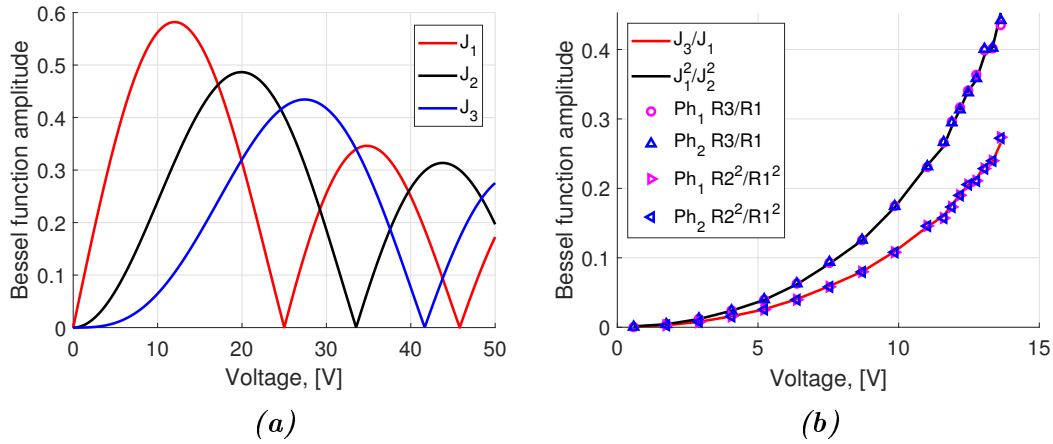 Bessel function amplitude
0.6
0.5
0.4
0.3
0.2
0.1
0
0 10 20 30 40 50
Voltage, [V]
J₁
J₂
J₃
(a)
Bessel function amplitude
0.4
0.3
0.2
0.1
0
0 5 10 15
Voltage, [V]
J₃/J₁
J₁²/J₂²
Ph₁ R3/R1
Ph₂ R3/R1
Ph₁ R2²/R1²
Ph₂ R2²/R1²
(b)